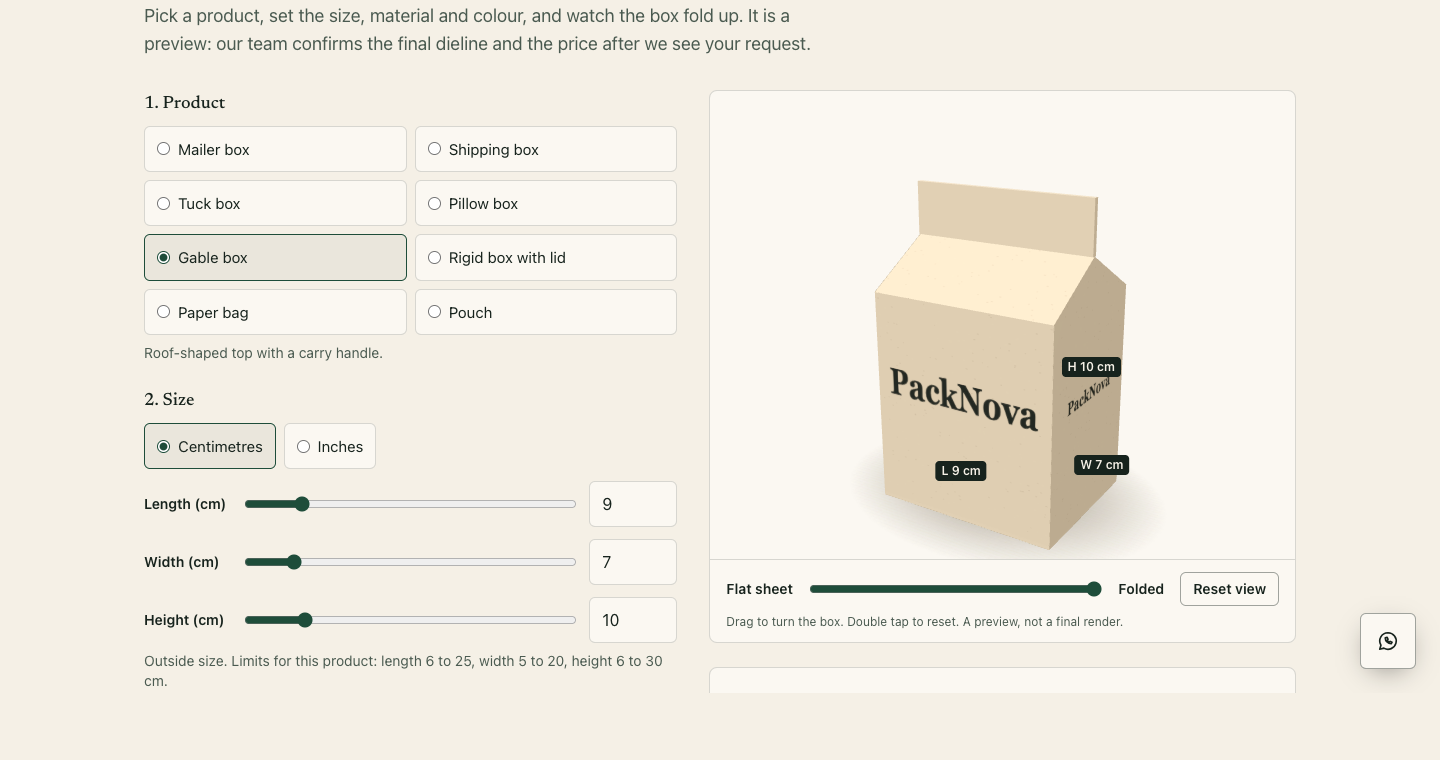 Pick a product, set the size, material and colour, and watch the box fold up. It is a
preview: our team confirms the final dieline and the price after we see your request.
1. Product
Mailer box
Shipping box
Tuck box
Pillow box
Gable box
Rigid box with lid
Paper bag
Pouch
Roof-shaped top with a carry handle.
2. Size
Centimetres
Inches
Length (cm)
9
Width (cm)
7
Height (cm)
10
Outside size. Limits for this product: length 6 to 25, width 5 to 20, height 6 to 30
cm.
H 10 cm
PackNova
PackNova
W 7 cm
L 9 cm
Flat sheet
Folded
Reset view
Drag to turn the box. Double tap to reset. A preview, not a final render.